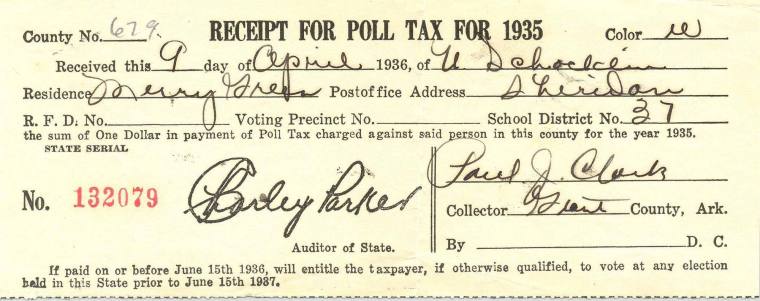 County No. 679. RECEIPT FOR POLL TAX FOR 1935 Color W
Received this 9 day of April 1936, of
Residence Merry Green Postoffice Address Sheridan
R. F. D. No. Voting Precinct No. School District No. 37
the sum of One Dollar in payment of Poll Tax charged against said person in this county for the year 1935.
STATE SERIAL
No. 132079
Charley Parker
Auditor of State.
Paul J. Clark
Collector Grant County, Ark.
By D. C.
If paid on or before June 15th 1936, will entitle the taxpayer, if otherwise qualified, to vote at any election
held in this State prior to June 15th 1937.